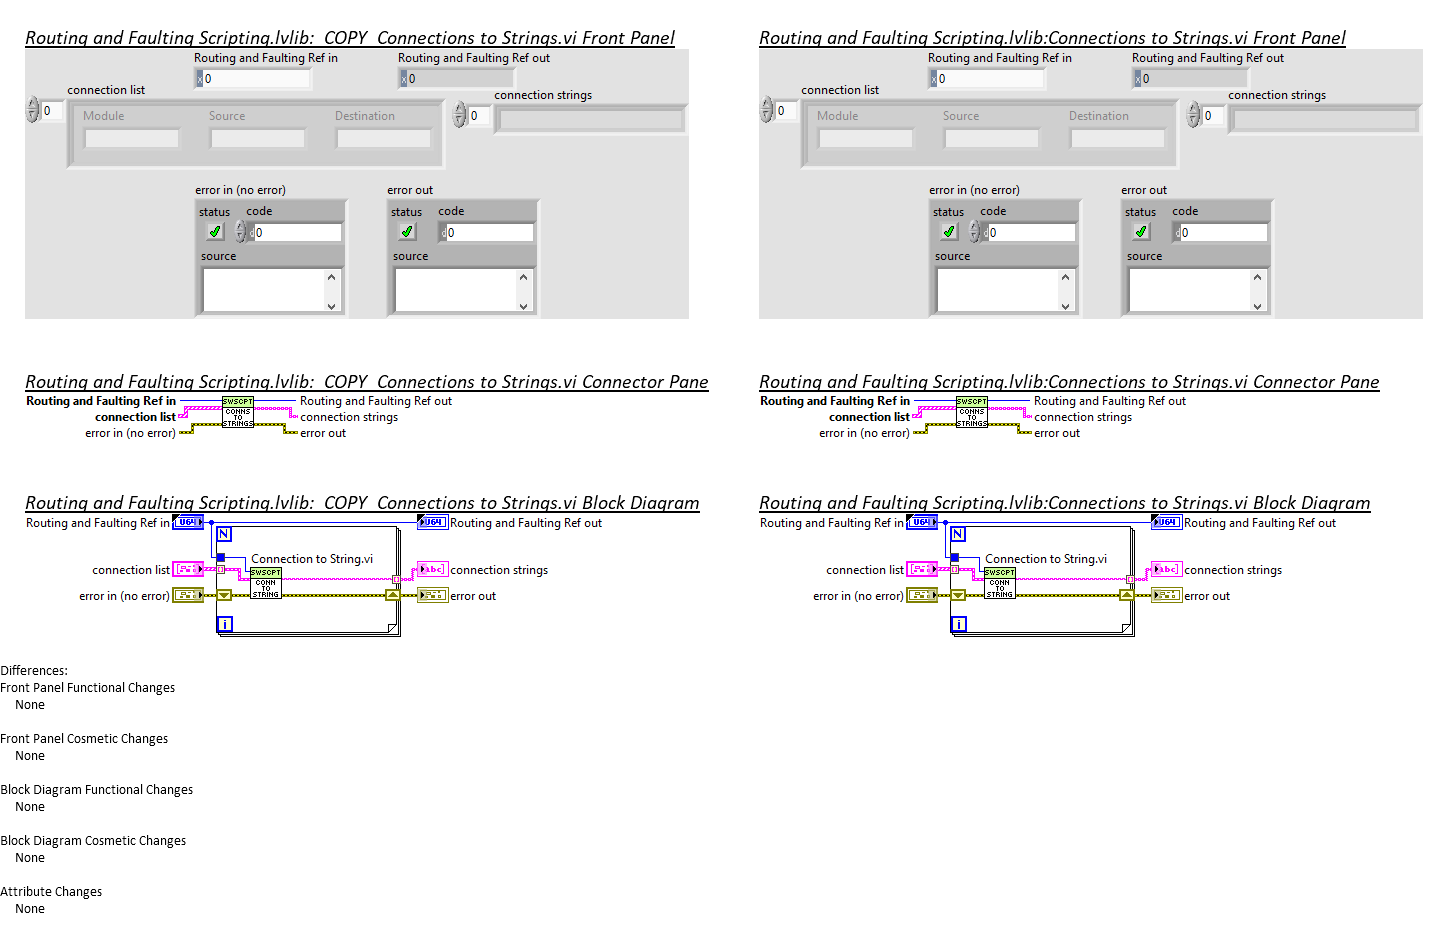 Routing and Faulting Scripting.lvlib:_COPY_Connections to Strings.vi Front Panel
Routing and Faulting Ref in
Routing and Faulting Ref out
x 0
x 0
connection list
connection strings
0
Module
Source
Destination
0
error in (no error)
error out
status
code
d 0
source
status
code
d 0
source
Routing and Faulting Scripting.lvlib:Connections to Strings.vi Front Panel
Routing and Faulting Ref in
Routing and Faulting Ref out
x 0
x 0
connection list
connection strings
0
Module
Source
Destination
0
error in (no error)
error out
status
code
d 0
source
status
code
d 0
source
Routing and Faulting Scripting.lvlib:_COPY_Connections to Strings.vi Connector Pane
Routing and Faulting Ref in
Routing and Faulting Ref out
connection list
connection strings
error in (no error)
error out
SWSCPT
CONNS
TO
STRINGS
Routing and Faulting Scripting.lvlib:Connections to Strings.vi Connector Pane
Routing and Faulting Ref in
Routing and Faulting Ref out
connection list
connection strings
error in (no error)
error out
SWSCPT
CONNS
TO
STRINGS
Routing and Faulting Scripting.lvlib:_COPY_Connections to Strings.vi Block Diagram
Routing and Faulting Ref in
U64
U64
Routing and Faulting Ref out
N
Connection to String.vi
connection list
SWSCPT
CONN
TO
STRING
abc
connection strings
error in (no error)
error out
i
Routing and Faulting Scripting.lvlib:Connections to Strings.vi Block Diagram
Routing and Faulting Ref in
U64
U64
Routing and Faulting Ref out
N
Connection to String.vi
connection list
SWSCPT
CONN
TO
STRING
abc
connection strings
error in (no error)
error out
i
Differences:
Front Panel Functional Changes
None
Front Panel Cosmetic Changes
None
Block Diagram Functional Changes
None
Block Diagram Cosmetic Changes
None
Attribute Changes
None